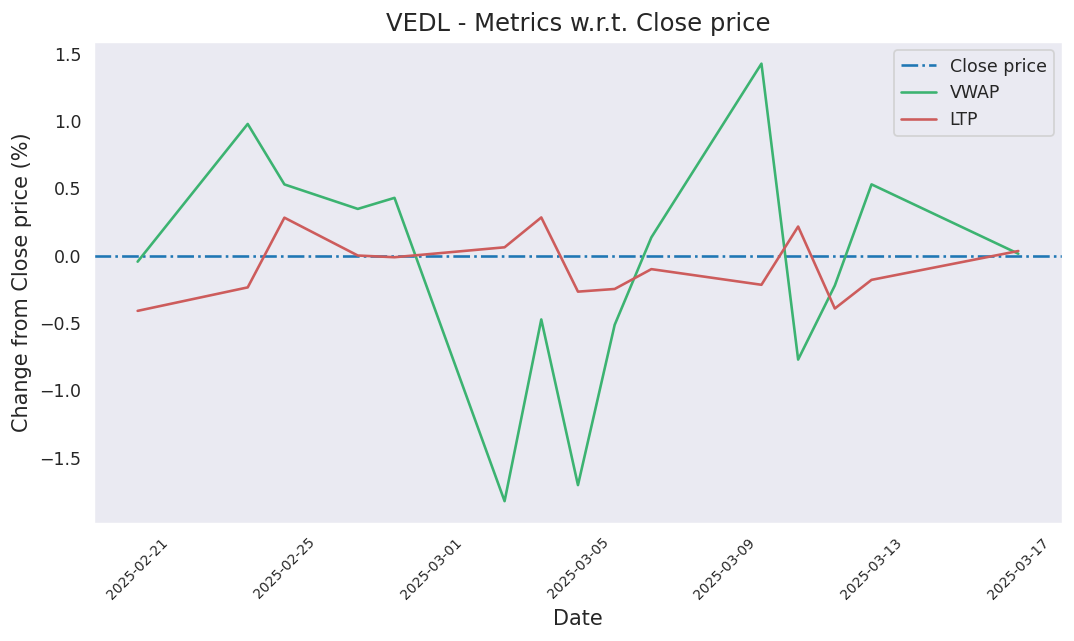 VEDL - Metrics w.r.t. Close price
Change from Close price (%)
1.5
1.0
0.5
0.0
−0.5
−1.0
−1.5
Close price
VWAP
LTP
2025-02-21
2025-02-25
2025-03-01
2025-03-05
2025-03-09
2025-03-13
2025-03-17
Date